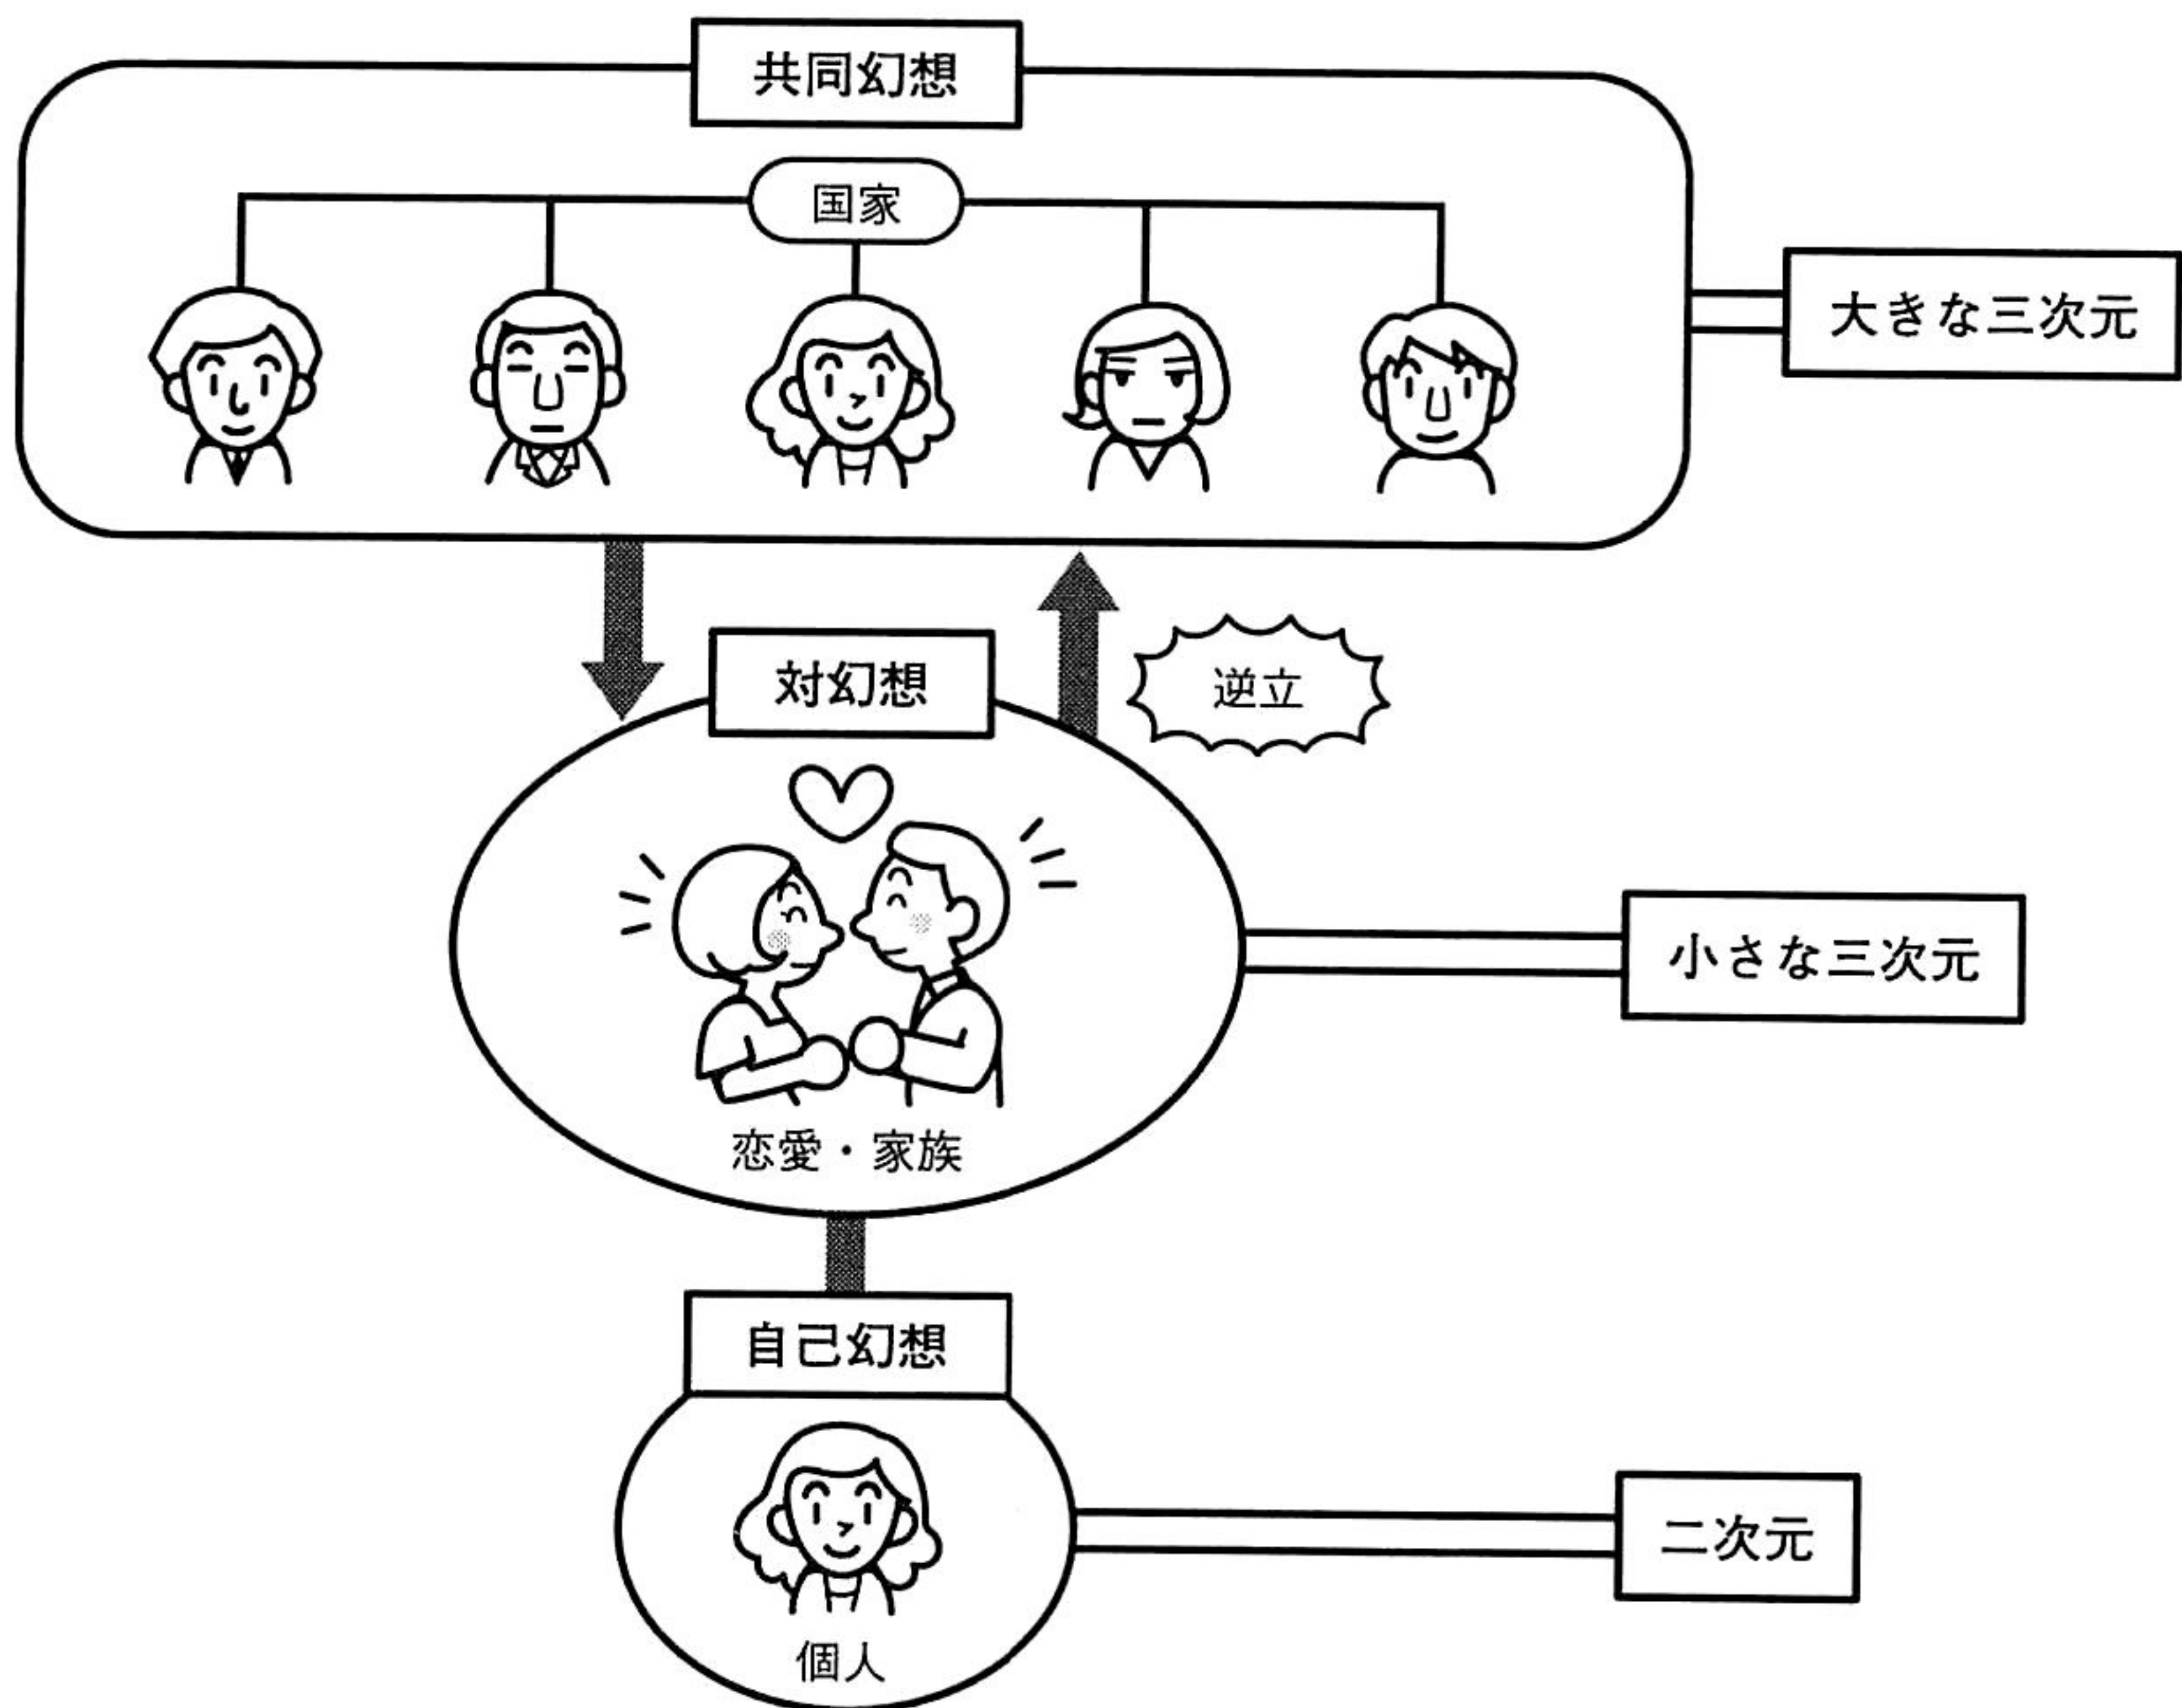 共同幻想
国家
大きな三次元
対幻想
逆立
恋愛・家族
小さな三次元
自己幻想
個人
二次元